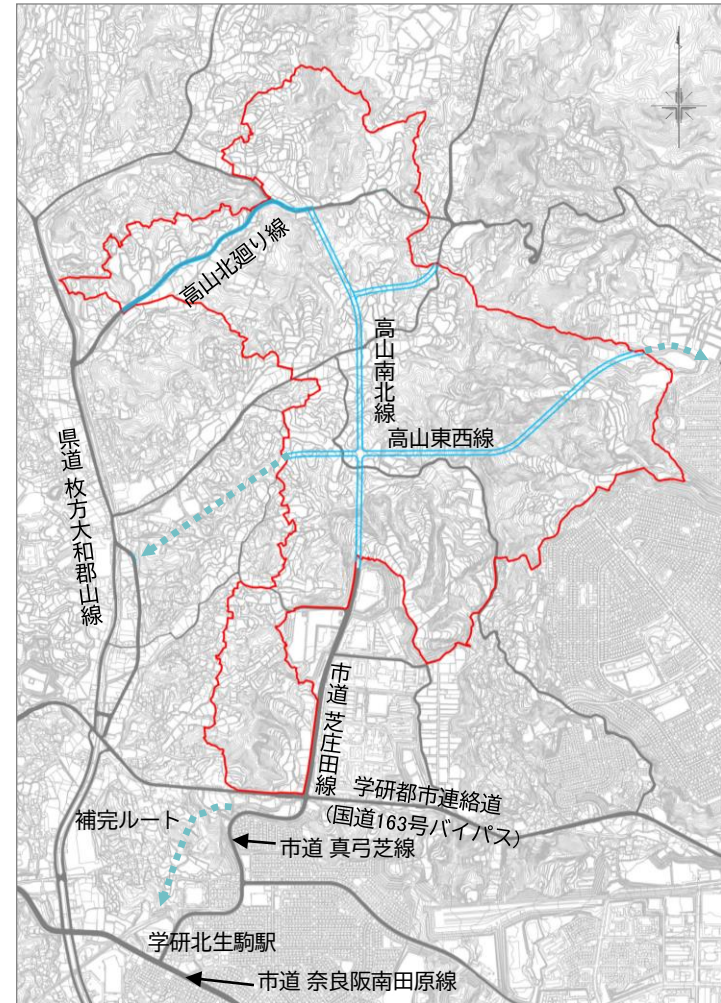 高山北廻り線
高山南北線
高山東西線
県道 枚方大和郡山線
市道 芝庄田線
学研都市連絡道
(国道163号バイパス)
補完ルート
市道 真弓芝線
学研北生駒駅
市道 奈良阪南田原線